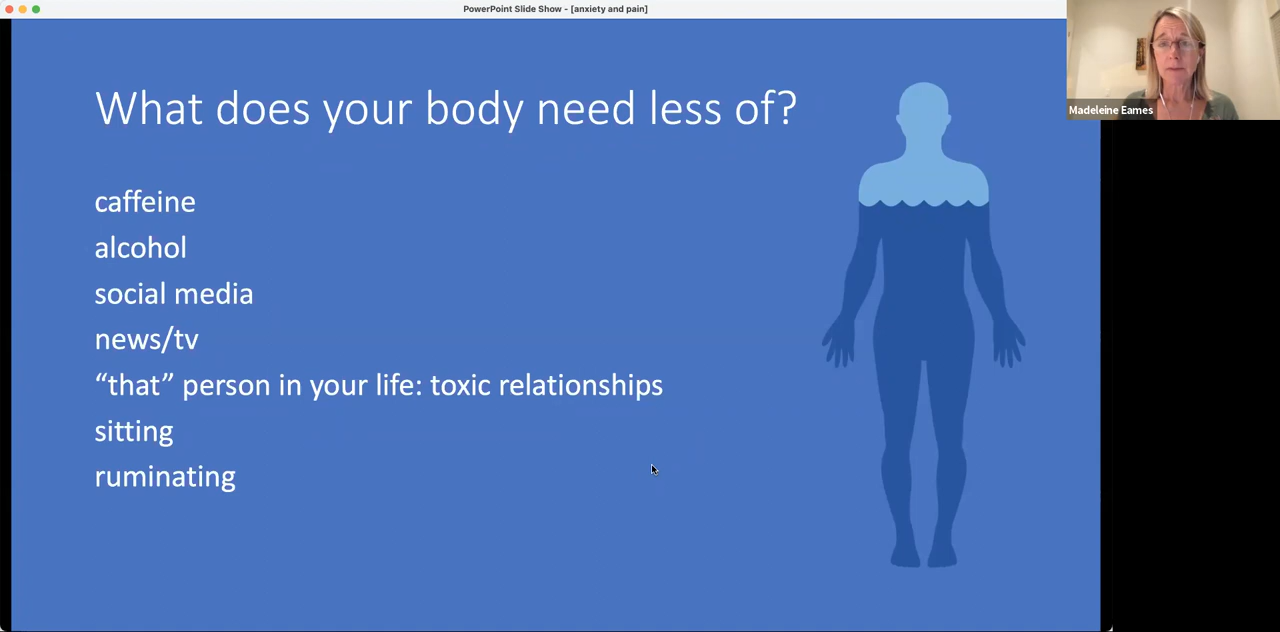 PowerPoint Slide Show - [anxiety and pain]
Madeleine Eames
What does your body need less of?
caffeine
alcohol
social media
news/tv
“that” person in your life: toxic relationships
sitting
ruminating